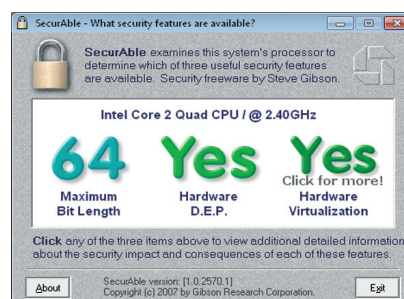 SecurAble - What security features are available?
SecurAble examines this system's processor to
determine which of three useful security features
are available. Security freeware by Steve Gibson.
Intel Core 2 Quad CPU / @ 2.40GHz
64 Yes Yes
Click for more!
Maximum Hardware Hardware
Bit Length D.E.P. Virtualization
Click any of the three items above to view additional detailed information
about the security impact and consequences of each of these features.
About SecurAble version: [1.0.2570.1] Exit
Copyright (c) 2007 by Gibson Research Corporation.